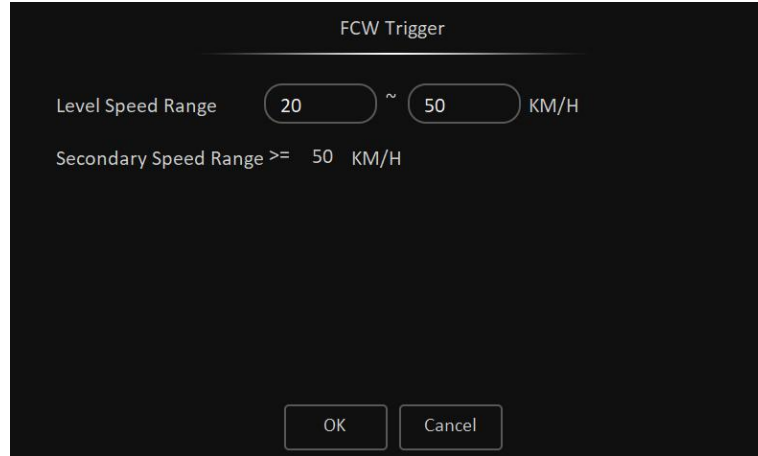 FCW Trigger
Level Speed Range 20 ~ 50 KM/H
Secondary Speed Range >= 50 KM/H
OK Cancel